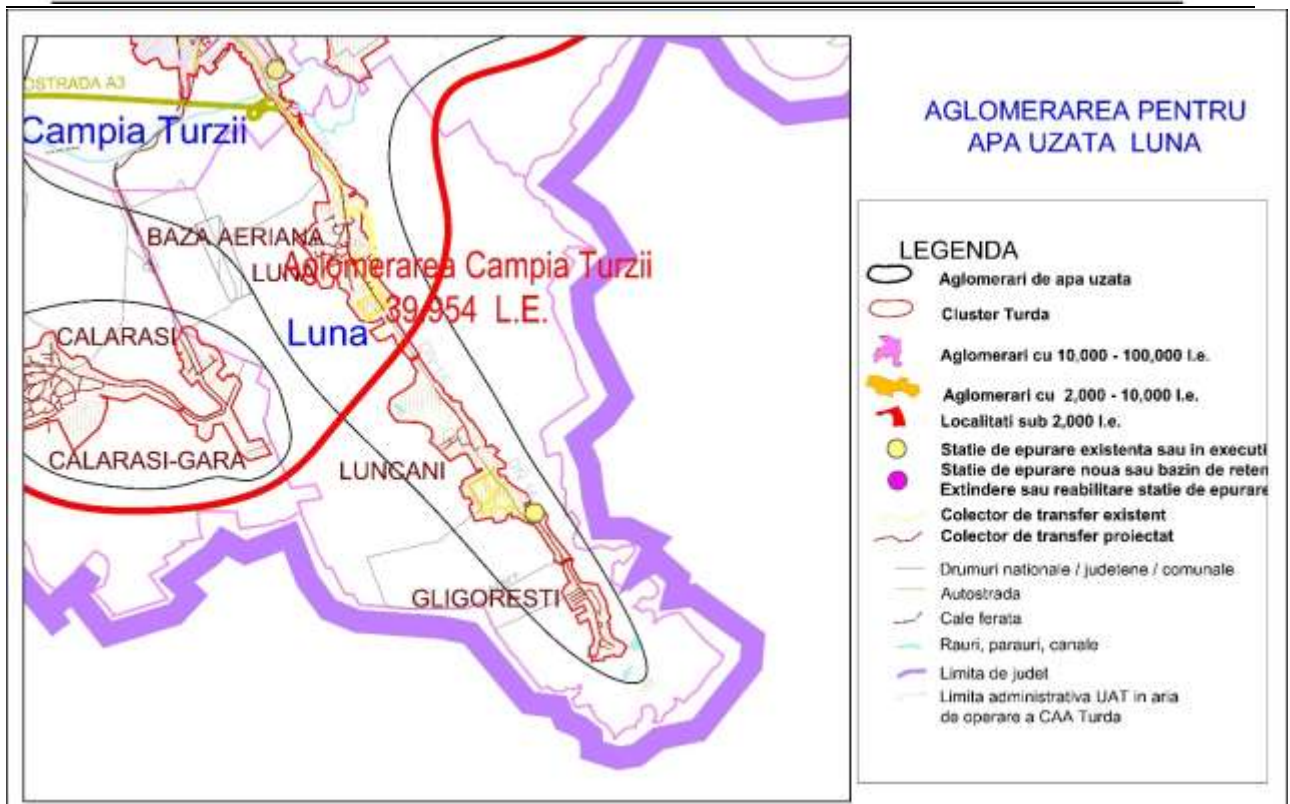 OSTRADA A3
Campia Turzii
BAZA AERIANA
LUNA
Aglomerarea Campia Turzii
39,954 L.E.
Luna
CALARASI
CALARASI-GARA
LUNCANI
GLIGORESTI
AGLOMERAREA PENTRU
APA UZATA LUNA
LEGENDA
Aglomerari de apa uzata
Cluster Turda
Aglomerari cu 10,000 - 100,000 l.e.
Aglomerari cu 2,000 - 10,000 l.e.
Localitati sub 2,000 l.e.
Statie de epurare existenta sau in executi
Statie de epurare noua sau bazin de reten
Extindere sau reabilitare statie de epurare
Colector de transfer existent
Colector de transfer proiectat
Drumuri nationale / judetene / comunale
Autostrada
Cale ferata
Rauri, parauri, canale
Limita de judet
Limita administrativa UAT in aria
de operare a CAA Turda